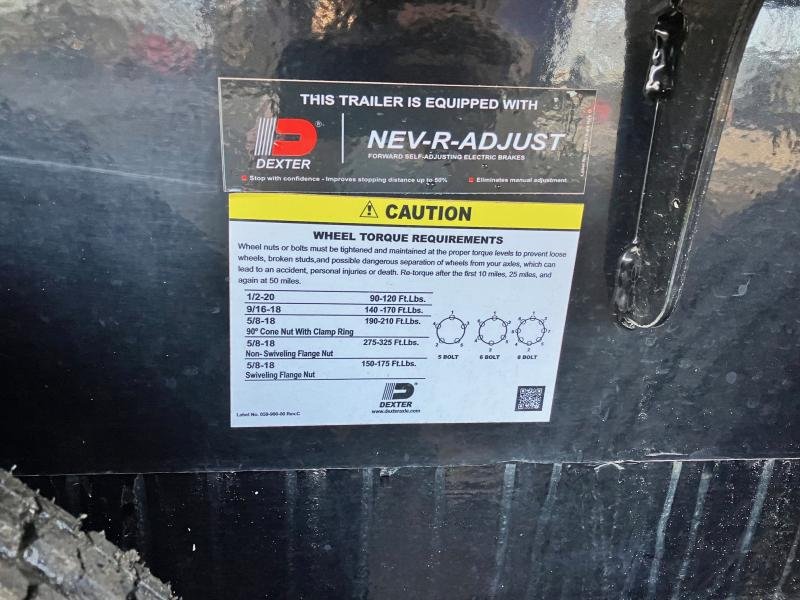 THIS TRAILER IS EQUIPPED WITH
DEXTER®
NEV-R-ADJUST
FORWARD SELF-ADJUSTING ELECTRIC BRAKES
Stop with confidence - Improves stopping distance up to 50%
Eliminates manual adjustment
CAUTION
WHEEL TORQUE REQUIREMENTS
Wheel nuts or bolts must be tightened and maintained at the proper torque levels to prevent loose
wheels, broken studs,and possible dangerous separation of wheels from your axles, which can
lead to an accident, personal injuries or death. Re-torque after the first 10 miles, 25 miles, and
again at 50 miles.
1/2-20 90-120 Ft.Lbs.
9/16-18 140 -170 Ft.Lbs.
5/8-18 190-210 Ft.Lbs.
90º Cone Nut With Clamp Ring
5/8-18 275-325 Ft.Lbs.
Non- Swiveling Flange Nut
5/8-18 150-175 Ft.Lbs.
Swiveling Flange Nut
5 BOLT 6 BOLT 8 BOLT
DEXTER®
www.dexteraxle.com
Label No. 059-990-00 Rev:C